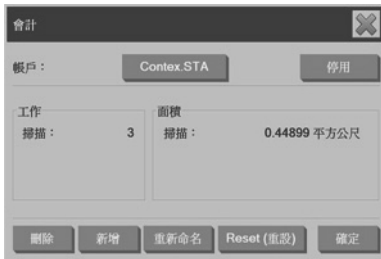 會計
帳戶： Contex.STA 停用
工作 面積
掃描： 3 掃描： 0.44899 平方公尺
刪除 新增 重新命名 Reset (重設) 確定